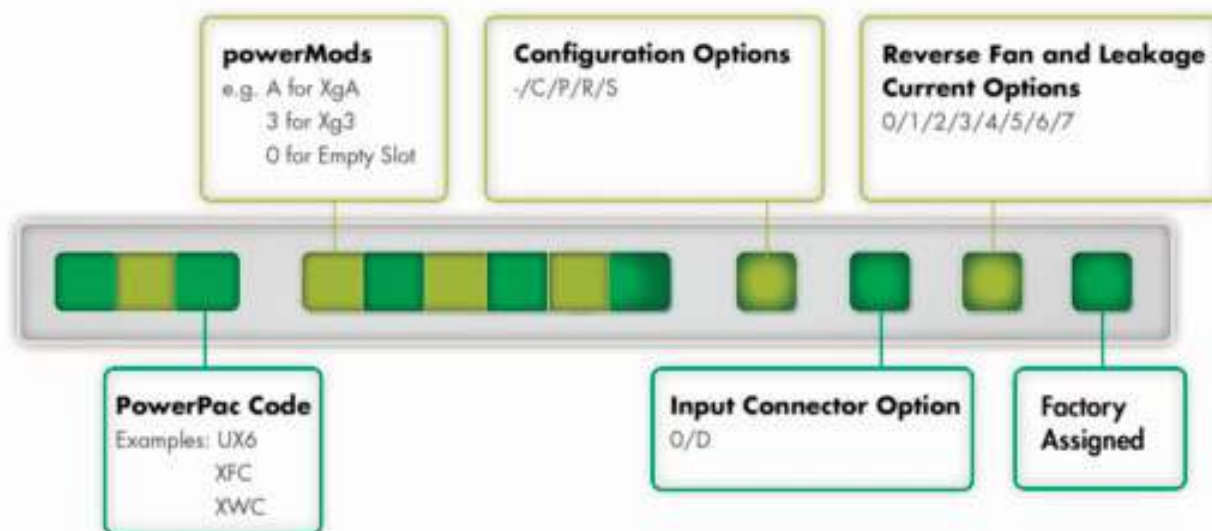 powerMods
e.g. A for XgA
3 for Xg3
0 for Empty Slot
Configuration Options
-/C/P/R/S
Reverse Fan and Leakage
Current Options
0/1/2/3/4/5/6/7
PowerPac Code
Examples: UX6
XFC
XWC
Input Connector Option
0/D
Factory
Assigned